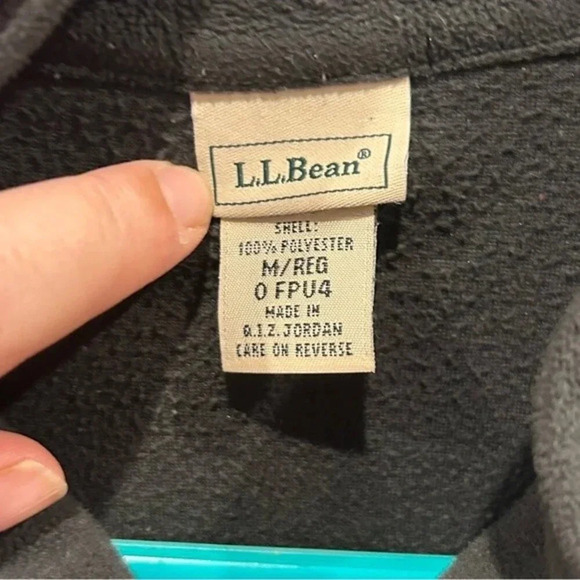 L.L.Bean®
SHELL:
100% POLYESTER
M/REG
0 FPU4
MADE IN
Q.I.Z. JORDAN
CARE ON REVERSE